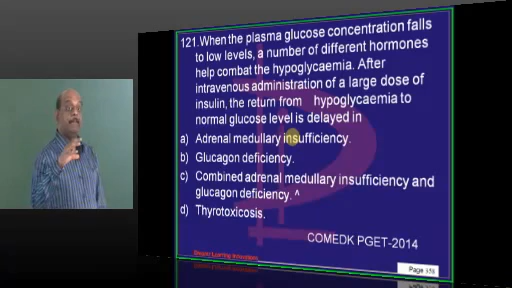 121.When the plasma glucose concentration falls
to low levels, a number of different hormones
help combat the hypoglycaemia. After
intravenous administration of a large dose of
insulin, the return from hypoglycaemia to
normal glucose level is delayed in
a) Adrenal medullary insufficiency.
b) Glucagon deficiency.
c) Combined adrenal medullary insufficiency and
glucagon deficiency. ^
d) Thyrotoxicosis.
COMEDK PGET-2014